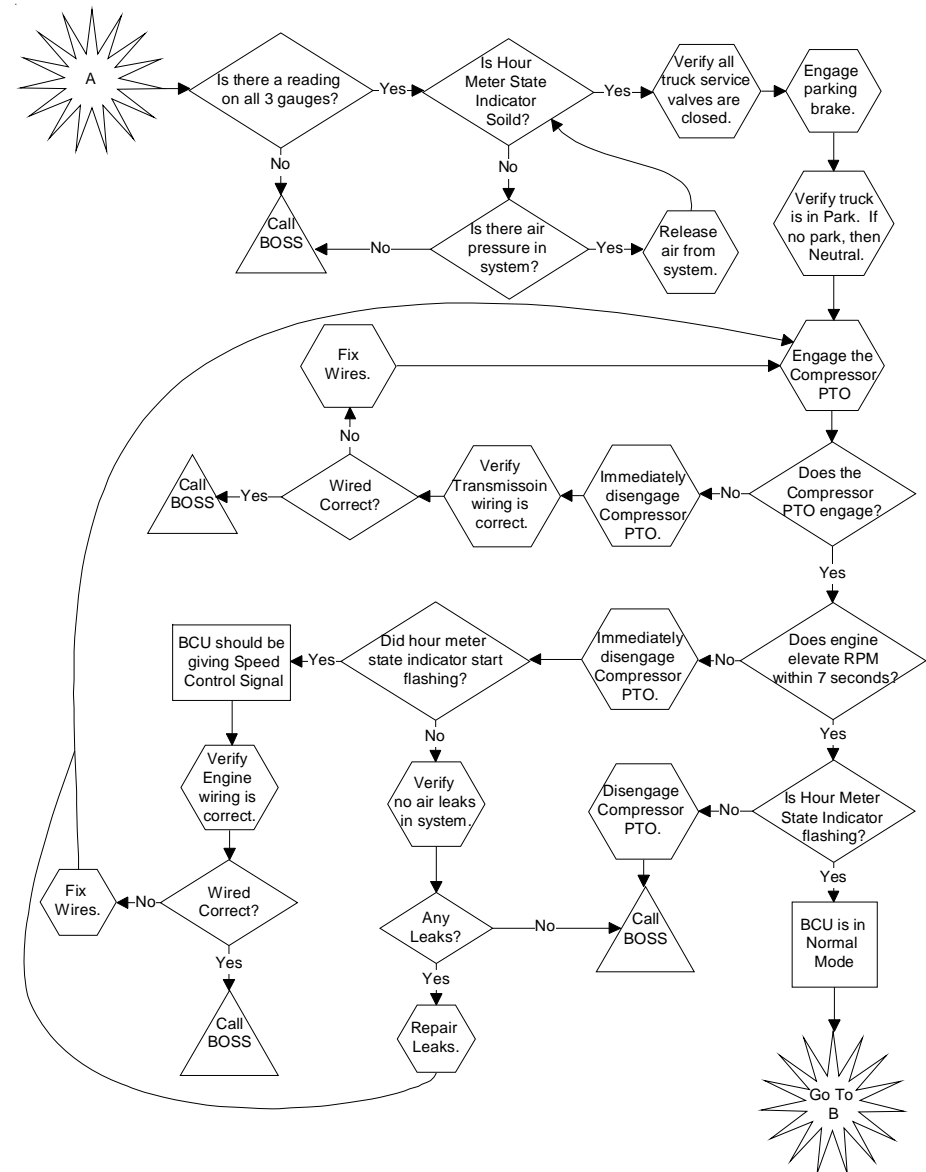 A
Is there a reading
on all 3 gauges?
Yes
Is Hour
Meter State
Indicator
Soild?
Yes
Verify all
truck service
valves are
closed.
Engage
parking
brake.
No
Call
BOSS
No
Is there air
pressure in
system?
No
Yes
Release
air from
system.
Verify truck
is in Park. If
no park, then
Neutral.
Engage the
Compressor
PTO
Fix
Wires.
No
Does the
Compressor
PTO engage?
No
Immediately
disengage
Compressor
PTO.
Verify
Transmissoin
wiring is
correct.
Wired
Correct?
Yes
Call
BOSS
Yes
Does engine
elevate RPM
within 7 seconds?
No
Immediately
disengage
Compressor
PTO.
Did hour meter
state indicator start
flashing?
Yes
BCU should be
giving Speed
Control Signal
Verify
Engine
wiring is
correct.
Wired
Correct?
No
Fix
Wires.
Yes
Call
BOSS
No
Verify
no air leaks
in system.
Any
Leaks?
No
Call
BOSS
Yes
Repair
Leaks.
Yes
Is Hour Meter
State Indicator
flashing?
No
Disengage
Compressor
PTO.
Yes
BCU is in
Normal
Mode
Go To
B